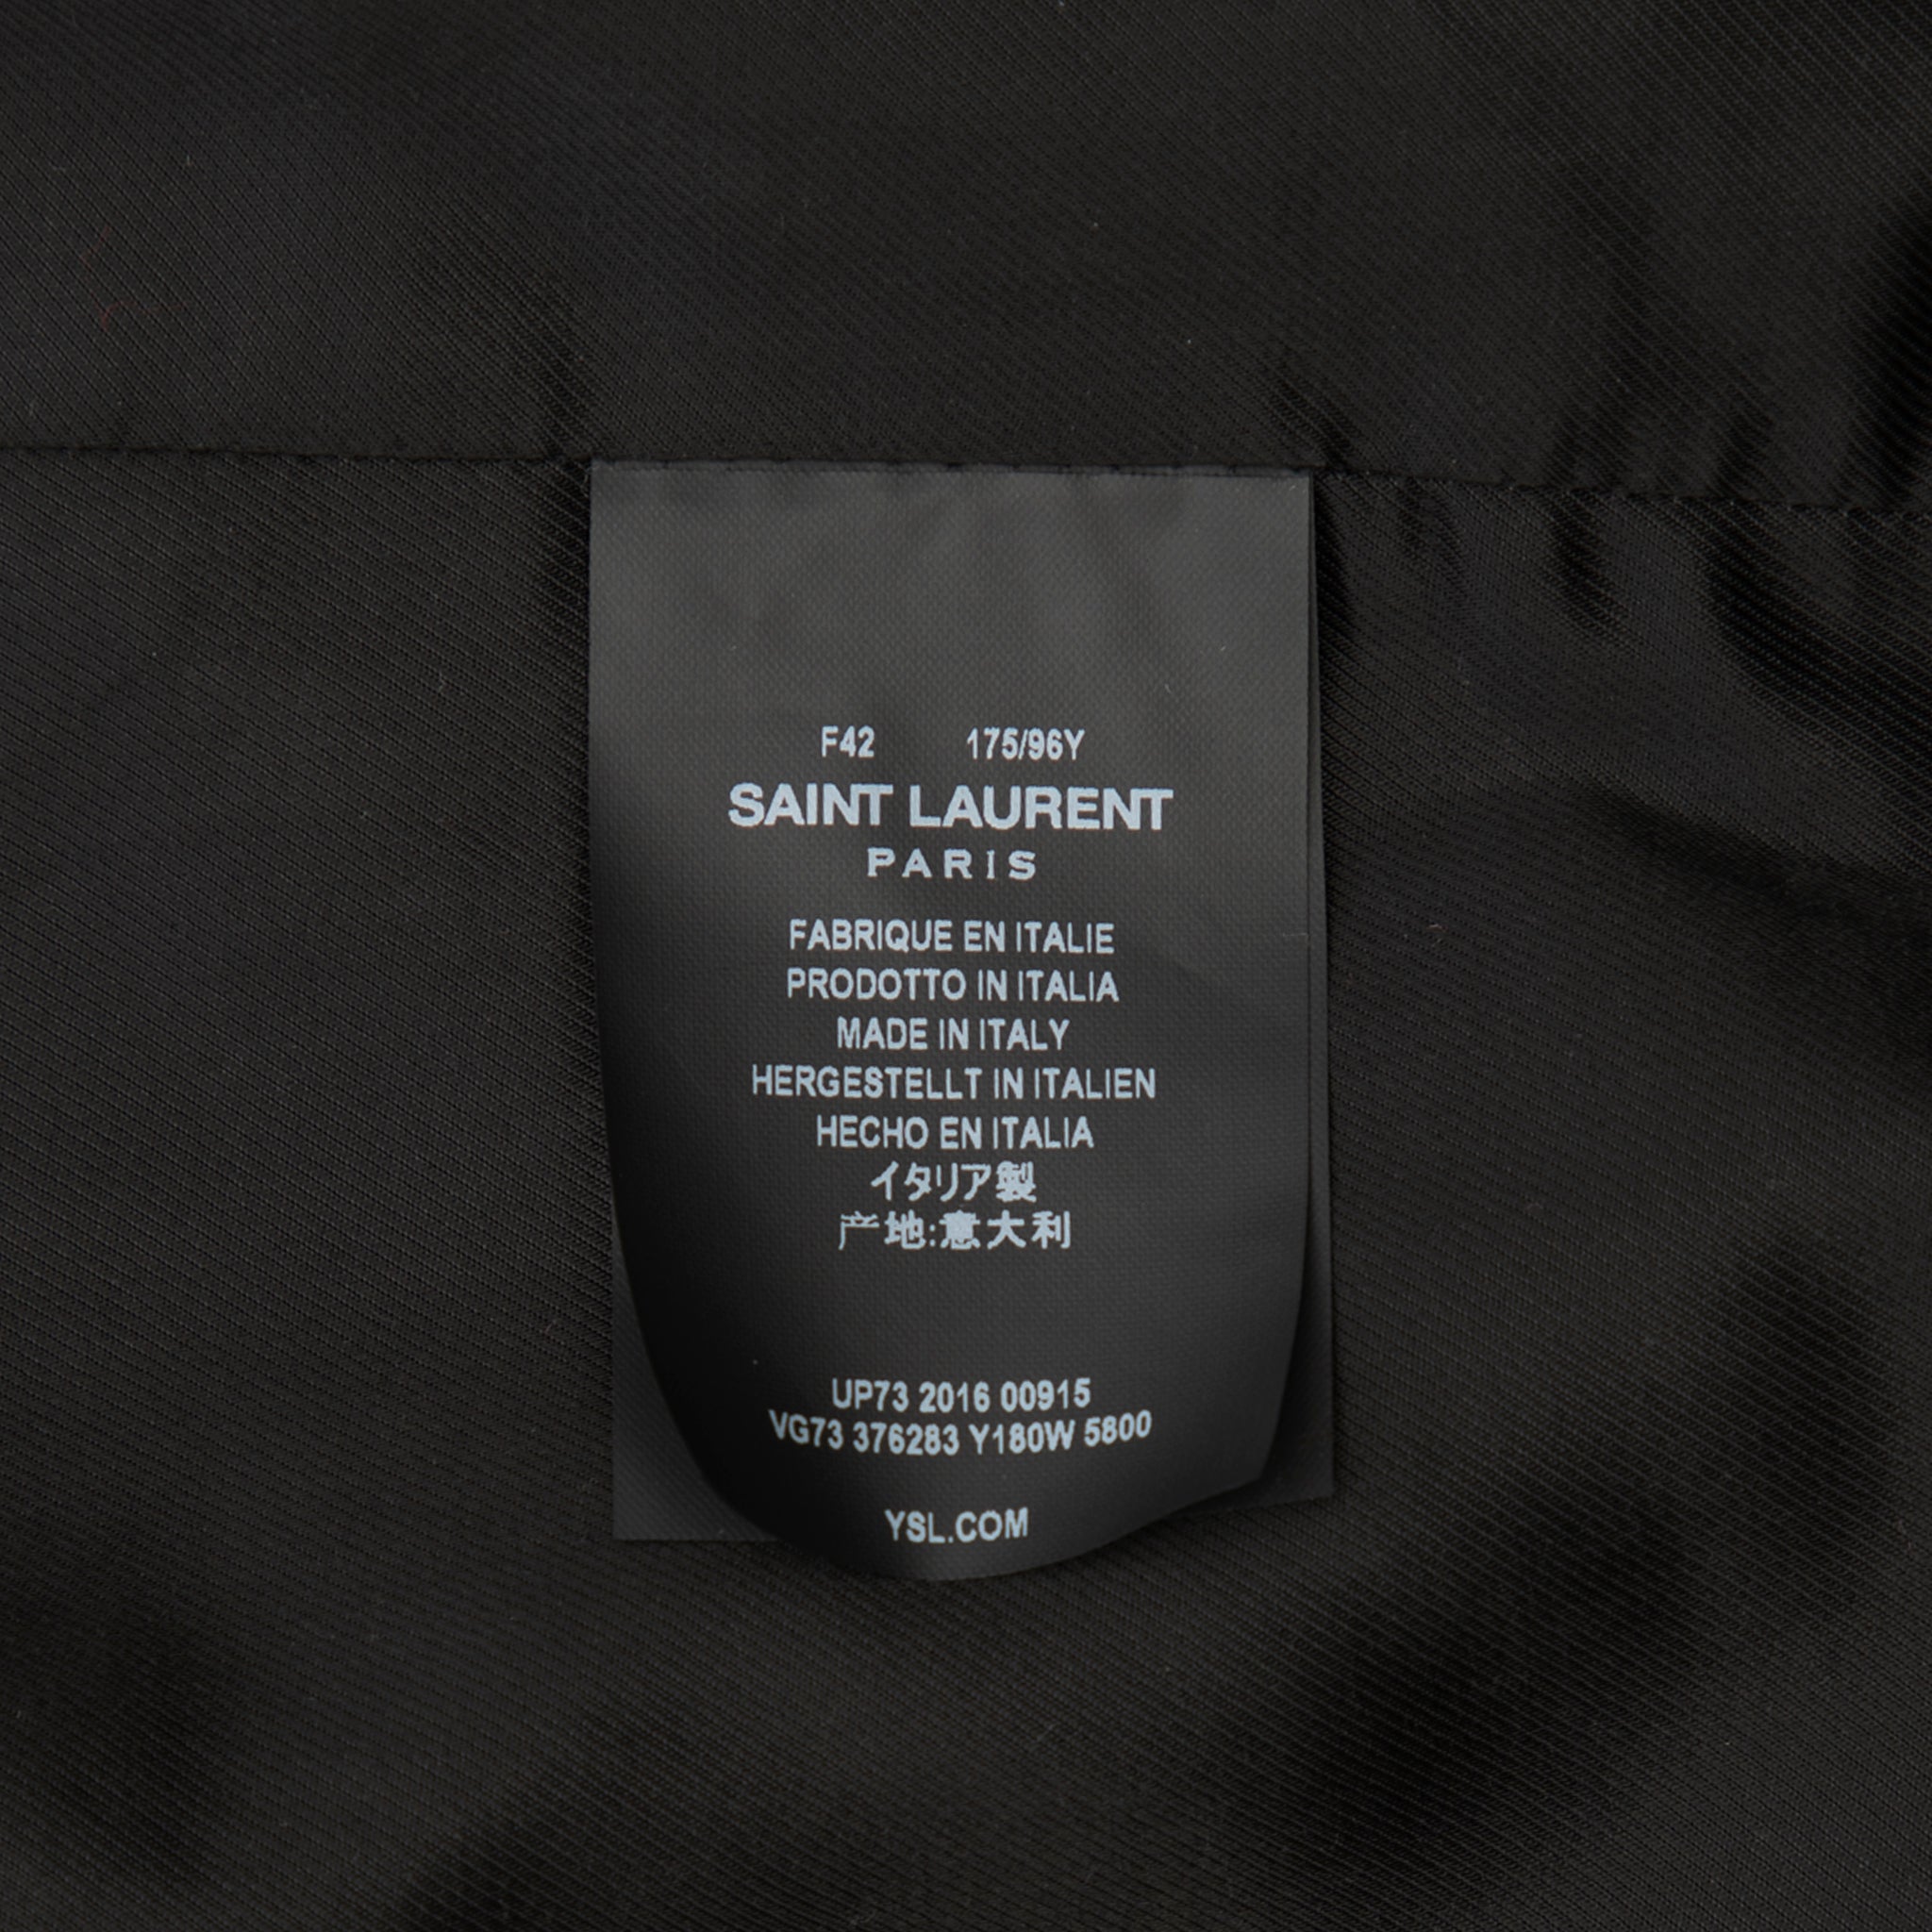 F42 175/96Y
SAINT LAURENT
PARIS
FABRIQUE EN ITALIE
PRODOTTO IN ITALIA
MADE IN ITALY
HERGESTELLT IN ITALIEN
HECHO EN ITALIA
イタリア製
产地:意大利
UP73 2016 00915
VG73 376283 Y180W 5800
YSL.COM